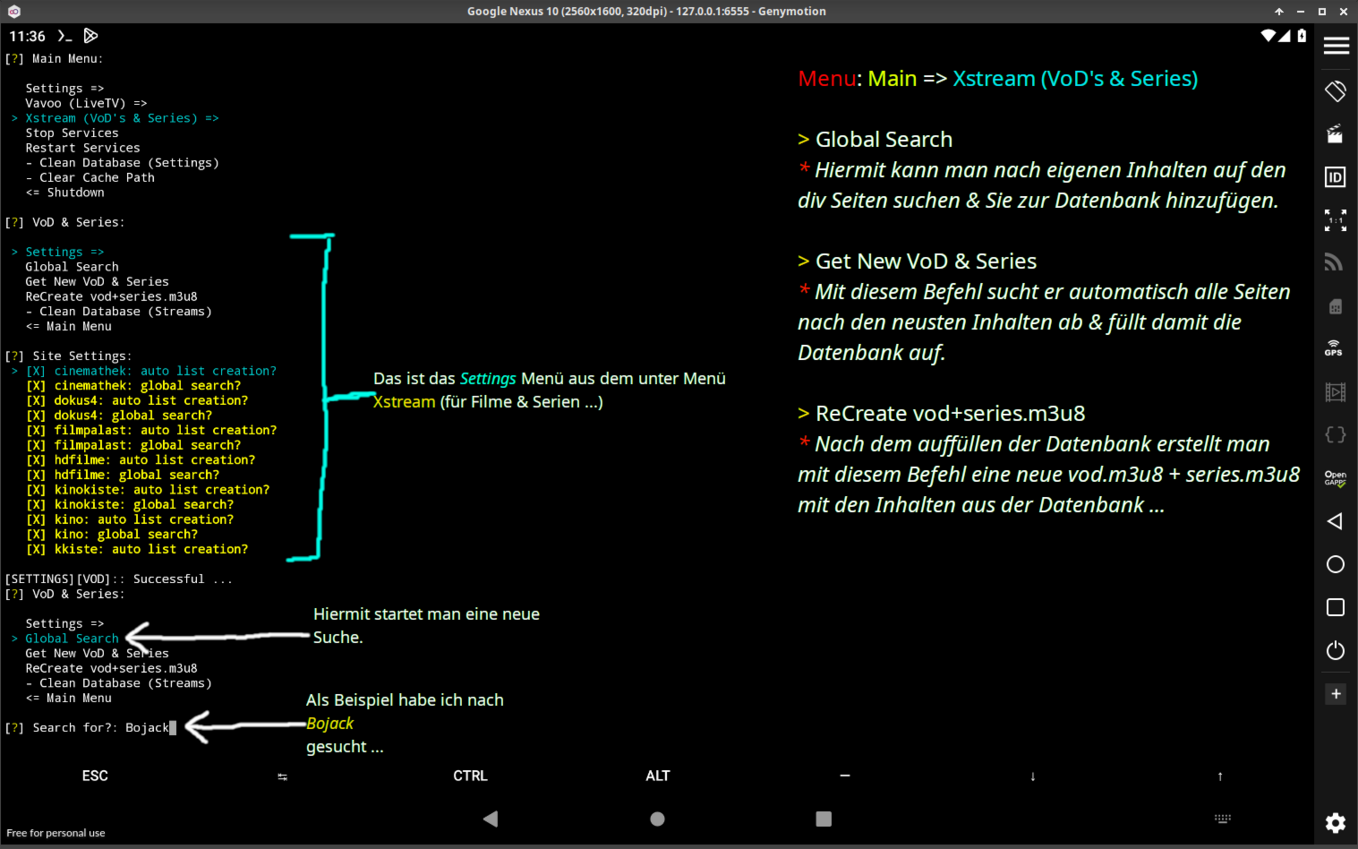 Google Nexus 10 (2560x1600, 320dpi) - 127.0.0.1:6555 - Genymotion
11:36
[?] Main Menu:
Settings =>
Vavoo (LiveTV) =>
> Xstream (VoD's & Series) =>
Stop Services
Restart Services
- Clean Database (Settings)
- Clear Cache Path
<= Shutdown
[?] VoD & Series:
> Settings =>
Global Search
Get New VoD & Series
ReCreate vod+series.m3u8
- Clean Database (Streams)
<= Main Menu
[?] Site Settings:
> [X] cinemathek: auto list creation?
[X] cinemathek: global search?
[X] dokus4: auto list creation?
[X] dokus4: global search?
[X] filmpalast: auto list creation?
[X] filmpalast: global search?
[X] hdfilme: auto list creation?
[X] hdfilme: global search?
[X] kinokiste: auto list creation?
[X] kinokiste: global search?
[X] kino: auto list creation?
[X] kino: global search?
[X] kkiste: auto list creation?
[SETTINGS][VOD]:: Successful ...
[?] VoD & Series:
Settings =>
> Global Search
Get New VoD & Series
ReCreate vod+series.m3u8
- Clean Database (Streams)
<= Main Menu
[?] Search for?: Bojack
Das ist das Settings Menü aus dem unter Menü
Xstream (für Filme & Serien ...)
Hiermit startet man eine neue
Suche.
Als Beispiel habe ich nach
Bojack
gesucht ...
Menu: Main => Xstream (VoD's & Series)
> Global Search
* Hiermit kann man nach eigenen Inhalten auf den
div Seiten suchen & Sie zur Datenbank hinzufügen.
> Get New VoD & Series
* Mit diesem Befehl sucht er automatisch alle Seiten
nach den neusten Inhalten ab & füllt damit die
Datenbank auf.
> ReCreate vod+series.m3u8
* Nach dem auffüllen der Datenbank erstellt man
mit diesem Befehl eine neue vod.m3u8 + series.m3u8
mit den Inhalten aus der Datenbank ...
ESC
CTRL
ALT
—
↓
↑
Free for personal use
ID
1:1
GPS
Open
GAPPS